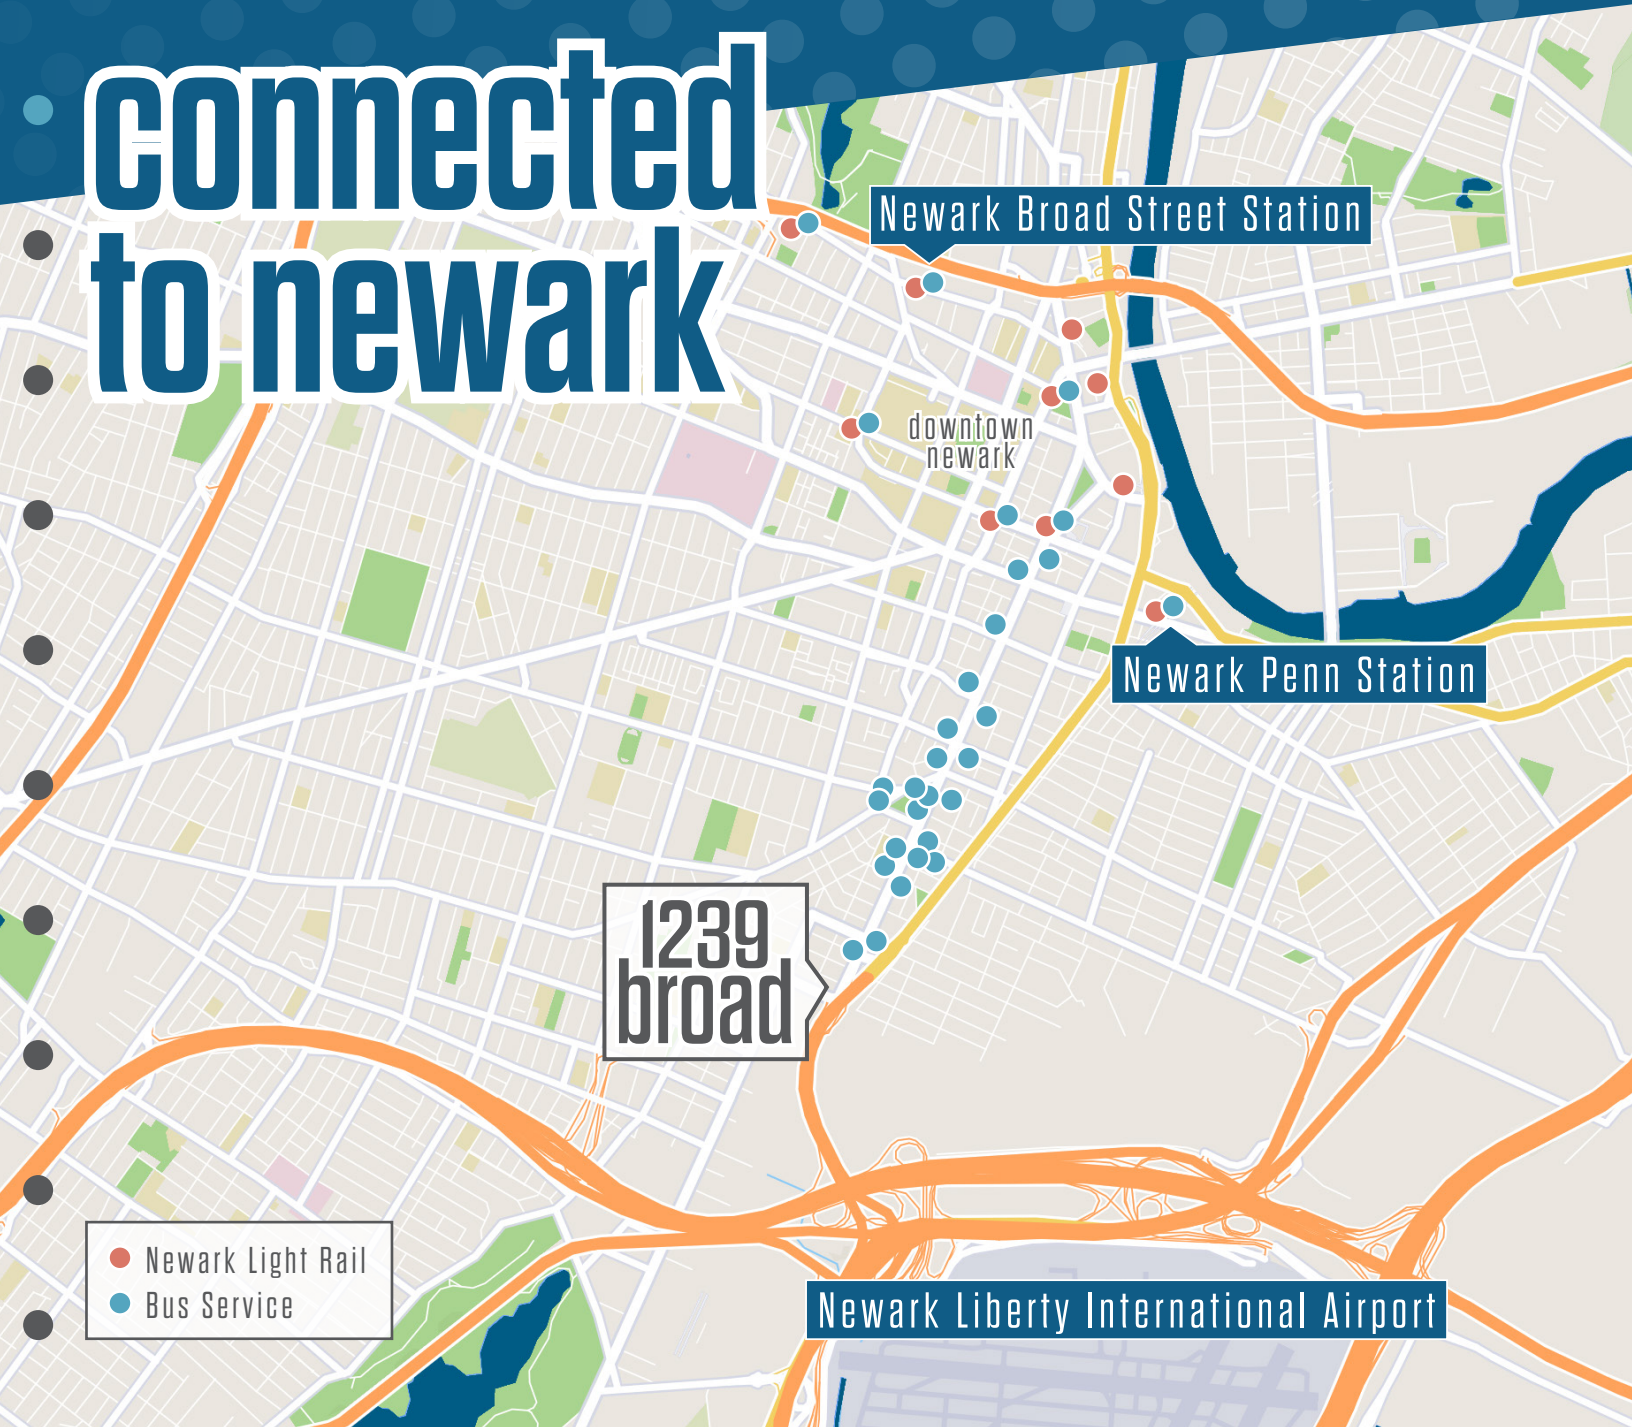 connected
to newark
Newark Broad Street Station
downtown
newark
Newark Penn Station
1239
broad
Newark Light Rail
Bus Service
Newark Liberty International Airport